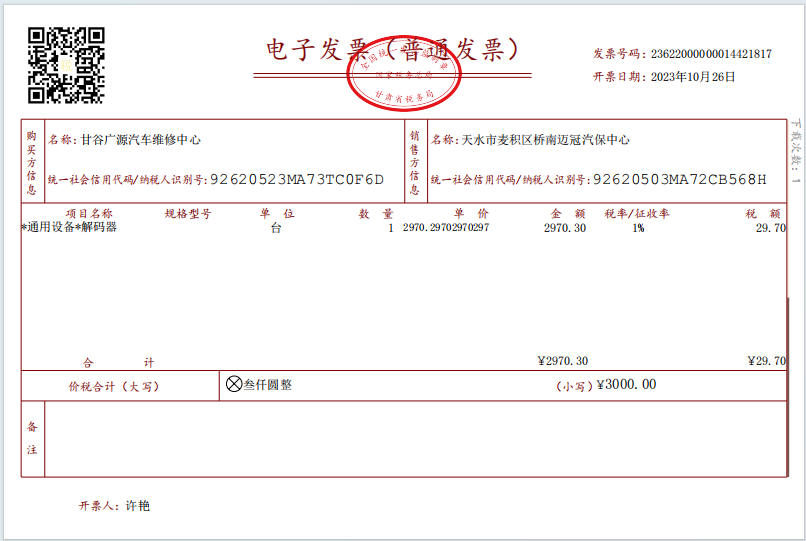 电子发票（普通发票）
全国统一发票监制章
国家税务总局
甘肃省税务局
发票号码：23622000000014421817
开票日期：2023年10月26日
下载次数：1
购买方信息
名称：甘谷广源汽车维修中心
统一社会信用代码/纳税人识别号：92620523MA73TC0F6D
销售方信息
名称：天水市麦积区桥南迈冠汽保中心
统一社会信用代码/纳税人识别号：92620503MA72CB568H
项目名称 规格型号 单位 数量 单价 金额 税率/征收率 税额
*通用设备*解码器 台 1 2970.29702970297 2970.30 1% 29.70
合计 ¥2970.30 ¥29.70
价税合计（大写） ⊗叁仟圆整 （小写）¥3000.00
备注
开票人：许艳